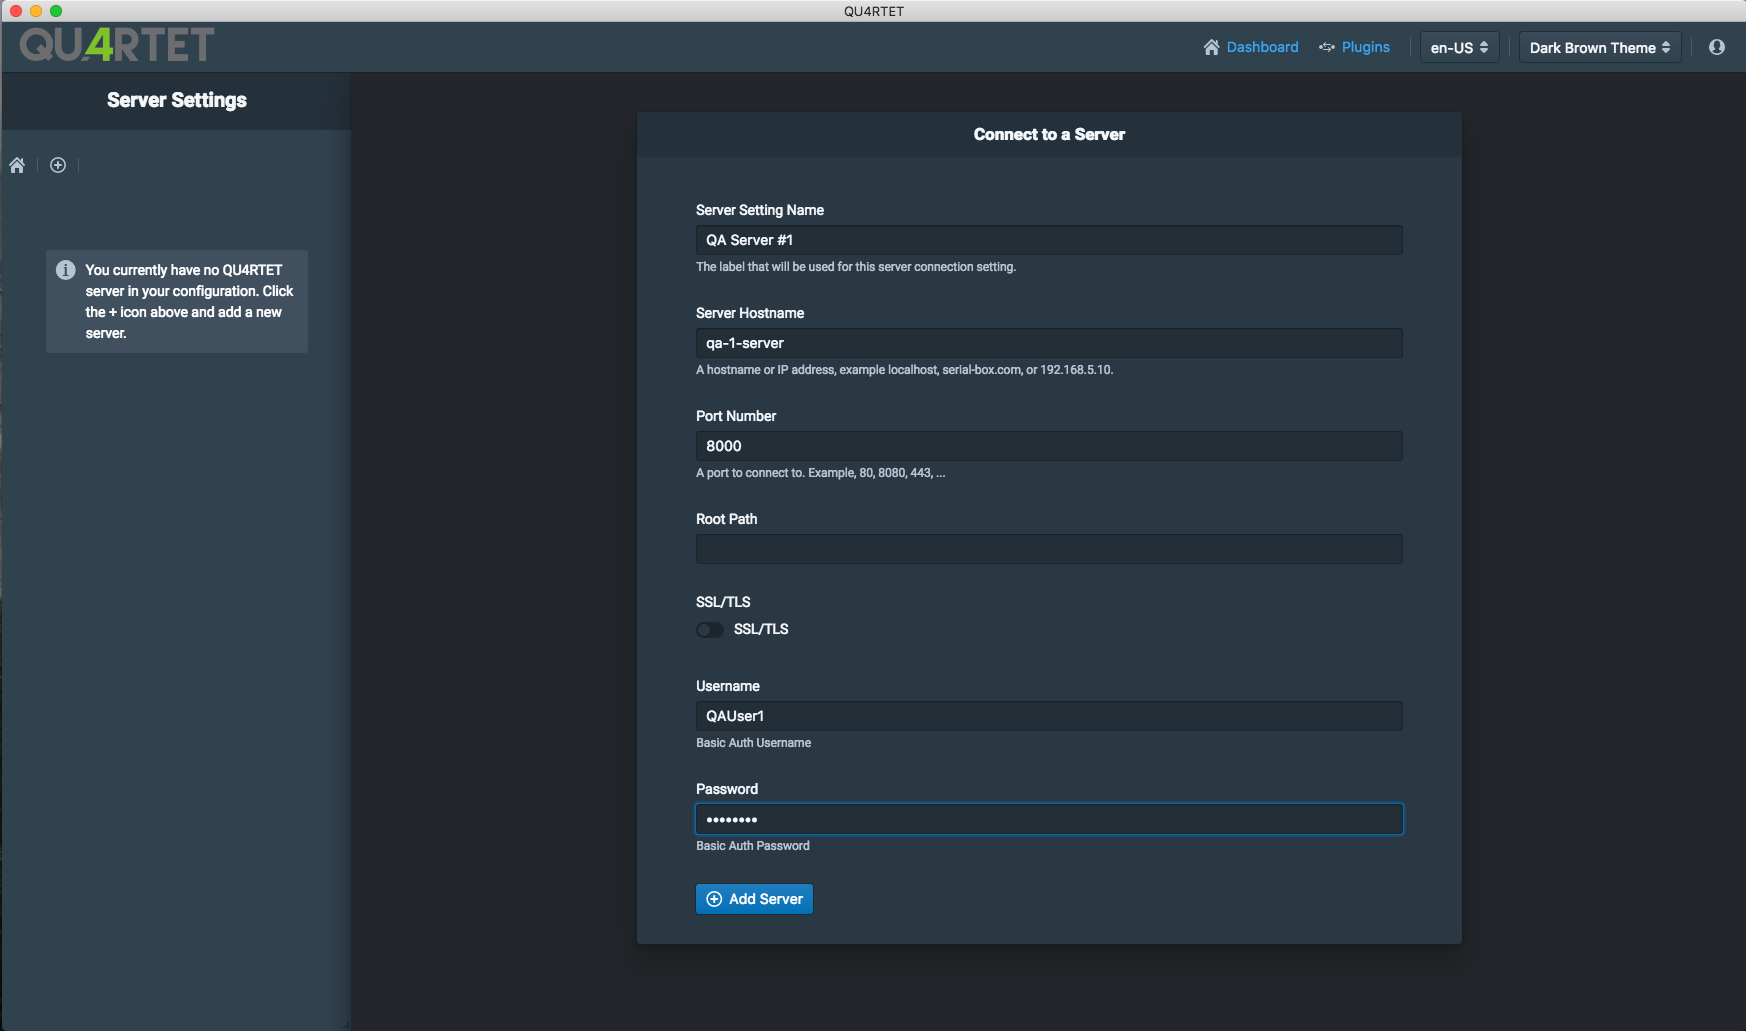 QU4RTET
QU4RTET
Dashboard
Plugins
en-US
Dark Brown Theme
Server Settings
You currently have no QU4RTET
server in your configuration. Click
the + icon above and add a new
server.
Connect to a Server
Server Setting Name
QA Server #1
The label that will be used for this server connection setting.
Server Hostname
qa-1-server
A hostname or IP address, example localhost, serial-box.com, or 192.168.5.10.
Port Number
8000
A port to connect to. Example, 80, 8080, 443, ...
Root Path
SSL/TLS
SSL/TLS
Username
QAUser1
Basic Auth Username
Password
••••••••
Basic Auth Password
Add Server